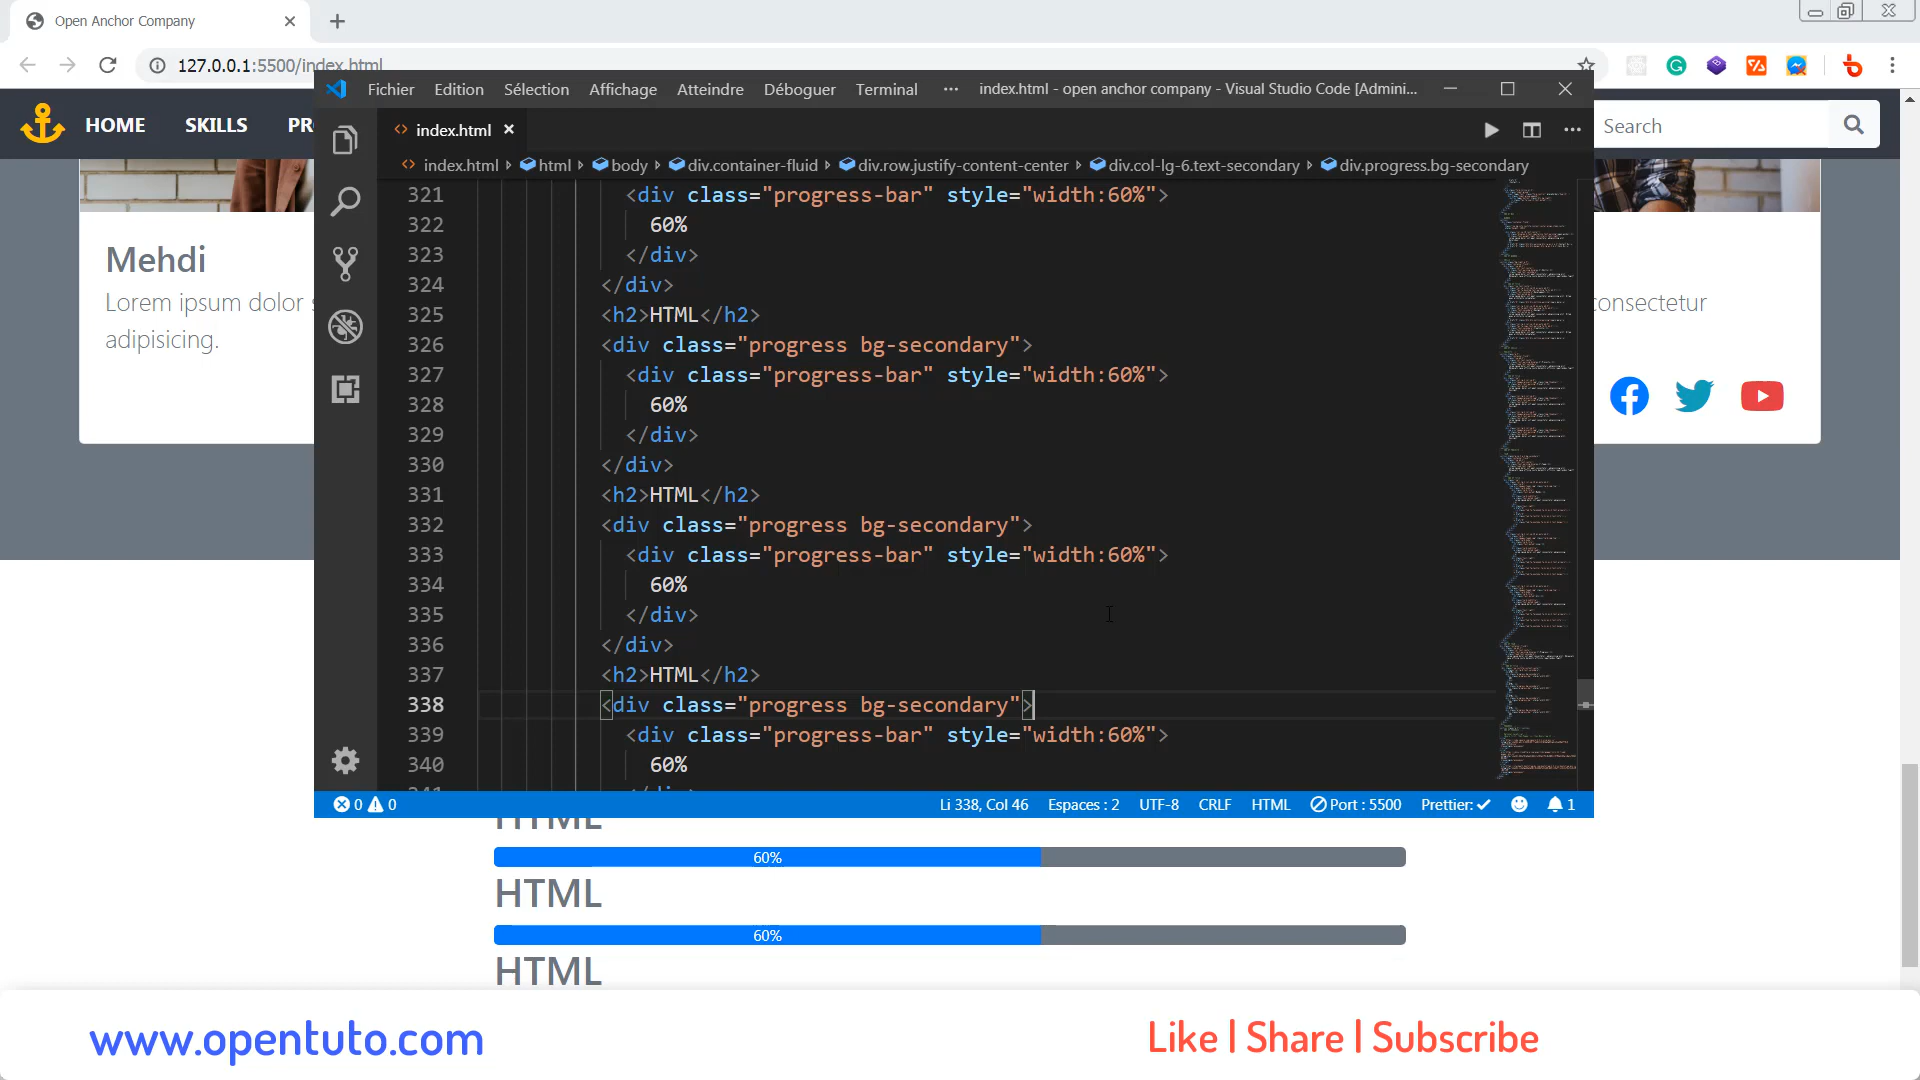 Open Anchor Company
127.0.0.1:5500/index.html
Fichier Edition Sélection Affichage Atteindre Déboguer Terminal ··· index.html - open anchor company - Visual Studio Code [Admini...
HOME SKILLS PR
Search
index.html
index.html html body div.container-fluid div.row.justify-content-center div.col-lg-6.text-secondary div.progress.bg-secondary
321 <div class="progress-bar" style="width:60%">
322 60%
323 </div>
324 </div>
325 <h2>HTML</h2>
326 <div class="progress bg-secondary">
327 <div class="progress-bar" style="width:60%">
328 60%
329 </div>
330 </div>
331 <h2>HTML</h2>
332 <div class="progress bg-secondary">
333 <div class="progress-bar" style="width:60%">
334 60%
335 </div>
336 </div>
337 <h2>HTML</h2>
338 <div class="progress bg-secondary">
339 <div class="progress-bar" style="width:60%">
340 60%
Mehdi
Lorem ipsum dolor
adipisicing.
consectetur
0 0 Li 338, Col 46 Espaces : 2 UTF-8 CRLF HTML Port : 5500 Prettier: 1
HTML
60%
HTML
60%
HTML
www.opentuto.com
Like | Share | Subscribe